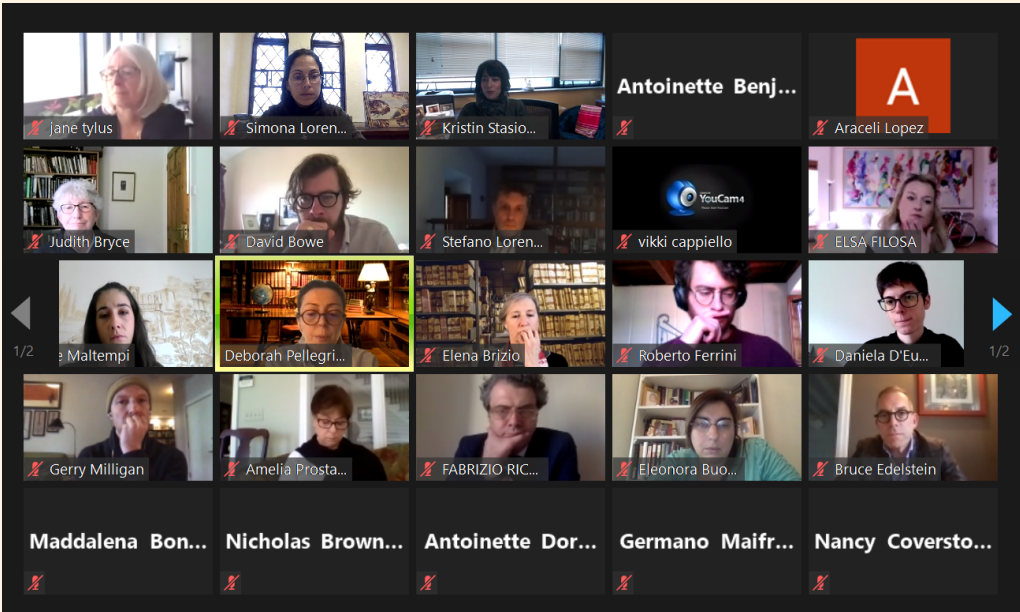 jane tylus
Simona Loren...
Kristin Stasio...
Antoinette Benj...
A
Araceli Lopez
Judith Bryce
David Bowe
Stefano Loren...
YouCam4
vikki cappiello
ELSA FILOSA
1/2
e Maltempi
Deborah Pellegri...
Elena Brizio
Roberto Ferrini
Daniela D'Eu...
1/2
Gerry Milligan
Amelia Prosta...
FABRIZIO RIC...
Eleonora Buo...
Bruce Edelstein
Maddalena Bon...
Nicholas Brown...
Antoinette Dor...
Germano Maifr...
Nancy Coversto...